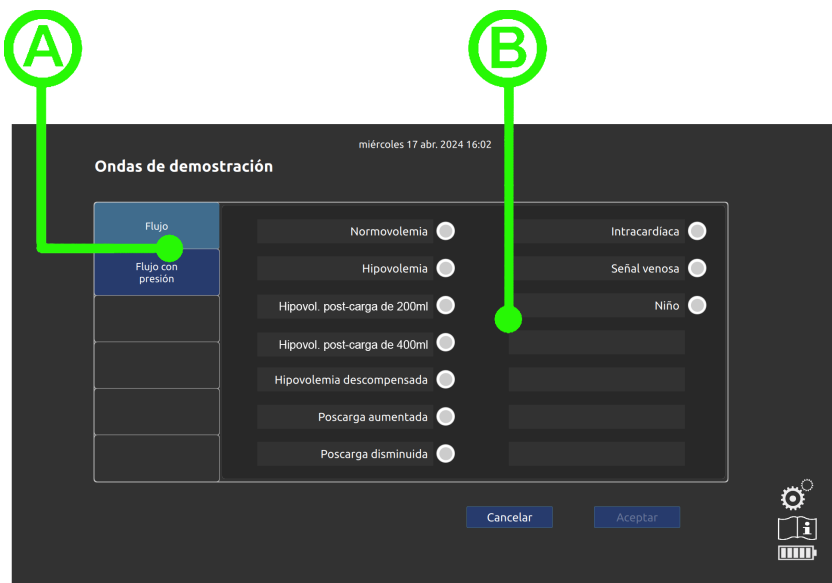 A
B
miércoles 17 abr. 2024 16:02
Ondas de demostración
Flujo
Flujo con
presión
Normovolemia
Hipovolemia
Hipovol. post-carga de 200ml
Hipovol. post-carga de 400ml
Hipovolemia descompensada
Poscarga aumentada
Poscarga disminuida
Intracardíaca
Señal venosa
Niño
Cancelar
Aceptar
i